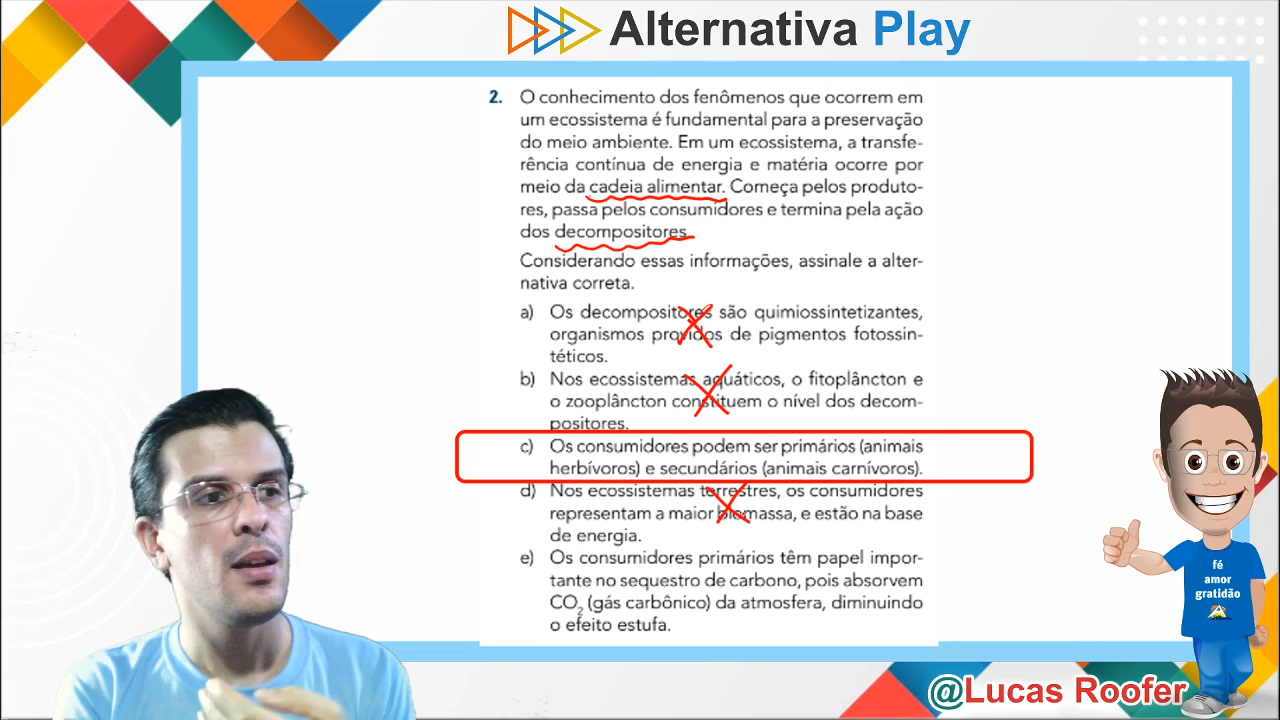 Alternativa Play
2. O conhecimento dos fenômenos que ocorrem em
um ecossistema é fundamental para a preservação
do meio ambiente. Em um ecossistema, a transfe-
rência contínua de energia e matéria ocorre por
meio da cadeia alimentar. Começa pelos produto-
res, passa pelos consumidores e termina pela ação
dos decompositores.
Considerando essas informações, assinale a alter-
nativa correta.
a) Os decompositores são quimiossintetizantes,
organismos providos de pigmentos fotossin-
téticos.
b) Nos ecossistemas aquáticos, o fitoplâncton e
o zooplâncton constituem o nível dos decom-
positores.
c) Os consumidores podem ser primários (animais
herbívoros) e secundários (animais carnívoros).
d) Nos ecossistemas terrestres, os consumidores
representam a maior biomassa, e estão na base
de energia.
e) Os consumidores primários têm papel impor-
tante no sequestro de carbono, pois absorvem
CO2 (gás carbônico) da atmosfera, diminuindo
o efeito estufa.
fé
amor
gratidão
@Lucas Roofer